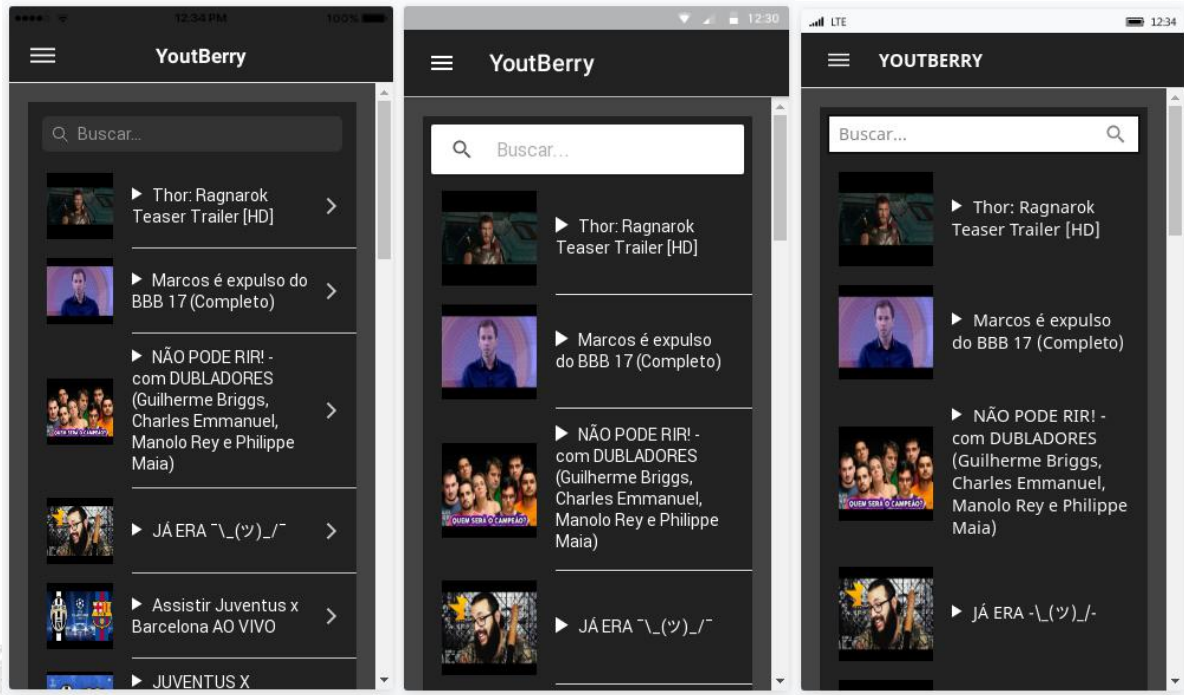 12:34 PM
100%
YoutBerry
Buscar...
▶ Thor: Ragnarok
Teaser Trailer [HD]
▶ Marcos é expulso do
BBB 17 (Completo)
▶ NÃO PODE RIR! -
com DUBLADORES
(Guilherme Briggs,
Charles Emmanuel,
Manolo Rey e Philippe
Maia)
QUEM SERÁ O CAMPEÃO?
▶ JÁ ERA ¯\_(ツ)_/¯
▶ Assistir Juventus x
Barcelona AO VIVO
▶ JUVENTUS X
12:30
YoutBerry
Buscar...
▶ Thor: Ragnarok
Teaser Trailer [HD]
▶ Marcos é expulso
do BBB 17 (Completo)
▶ NÃO PODE RIR! -
com DUBLADORES
(Guilherme Briggs,
Charles Emmanuel,
Manolo Rey e Philippe
Maia)
QUEM SERÁ O CAMPEÃO?
▶ JÁ ERA ¯\_(ツ)_/¯
LTE
12:34
YOUTBERRY
Buscar...
▶ Thor: Ragnarok
Teaser Trailer [HD]
▶ Marcos é expulso
do BBB 17 (Completo)
▶ NÃO PODE RIR! -
com DUBLADORES
(Guilherme Briggs,
Charles Emmanuel,
Manolo Rey e Philippe
Maia)
QUEM SERÁ O CAMPEÃO?
▶ JÁ ERA -\_(ツ)_/-